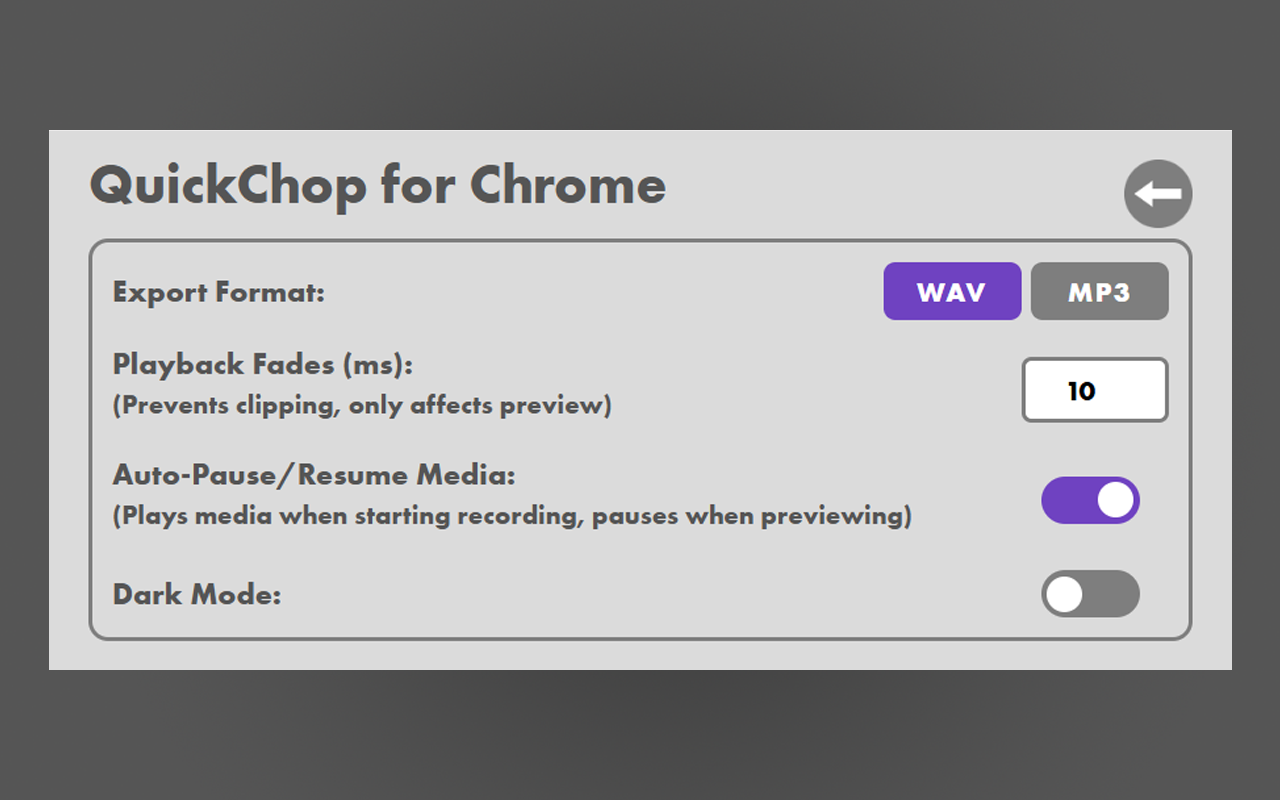 QuickChop for Chrome
Export Format:
WAV
MP3
Playback Fades (ms):
(Prevents clipping, only affects preview)
10
Auto-Pause/Resume Media:
(Plays media when starting recording, pauses when previewing)
Dark Mode: